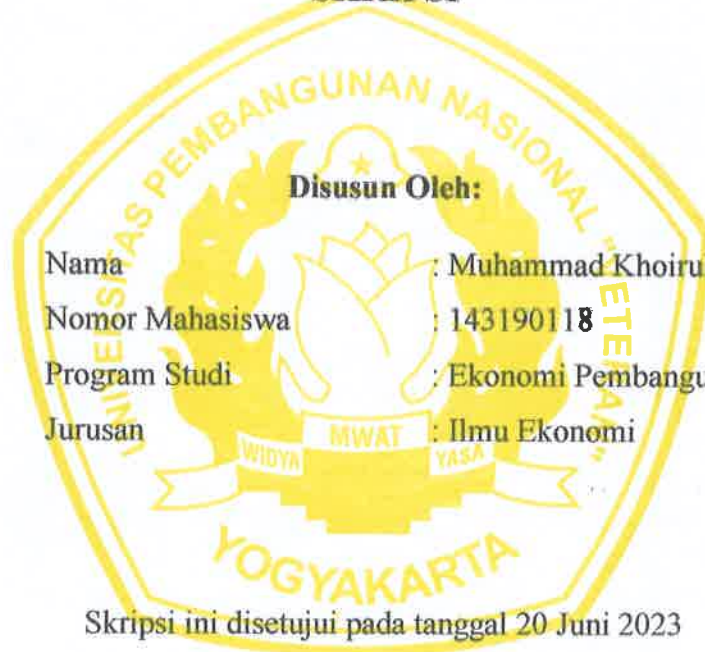 UNIVERSITAS PEMBANGUNAN NASIONAL "VETERAN"
Disusun Oleh:
Nama : Muhammad Khoiru
Nomor Mahasiswa : 143190118
Program Studi : Ekonomi Pembangu
Jurusan : Ilmu Ekonomi
WIDYA MWAT YASA
YOGYAKARTA
Skripsi ini disetujui pada tanggal 20 Juni 2023